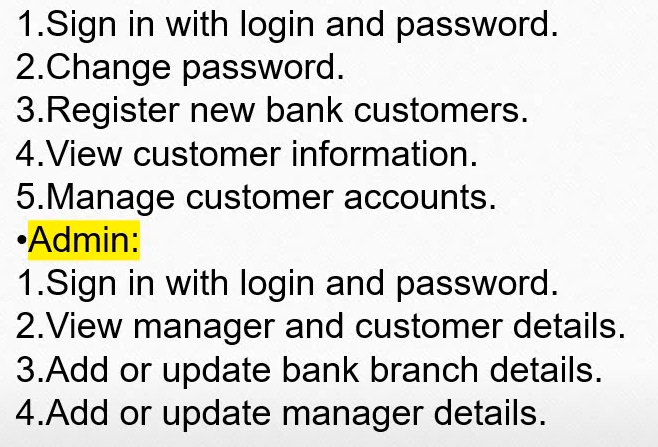 1.Sign in with login and password.
2.Change password.
3.Register new bank customers.
4.View customer information.
5.Manage customer accounts.
•Admin:
1.Sign in with login and password.
2.View manager and customer details.
3.Add or update bank branch details.
4.Add or update manager details.